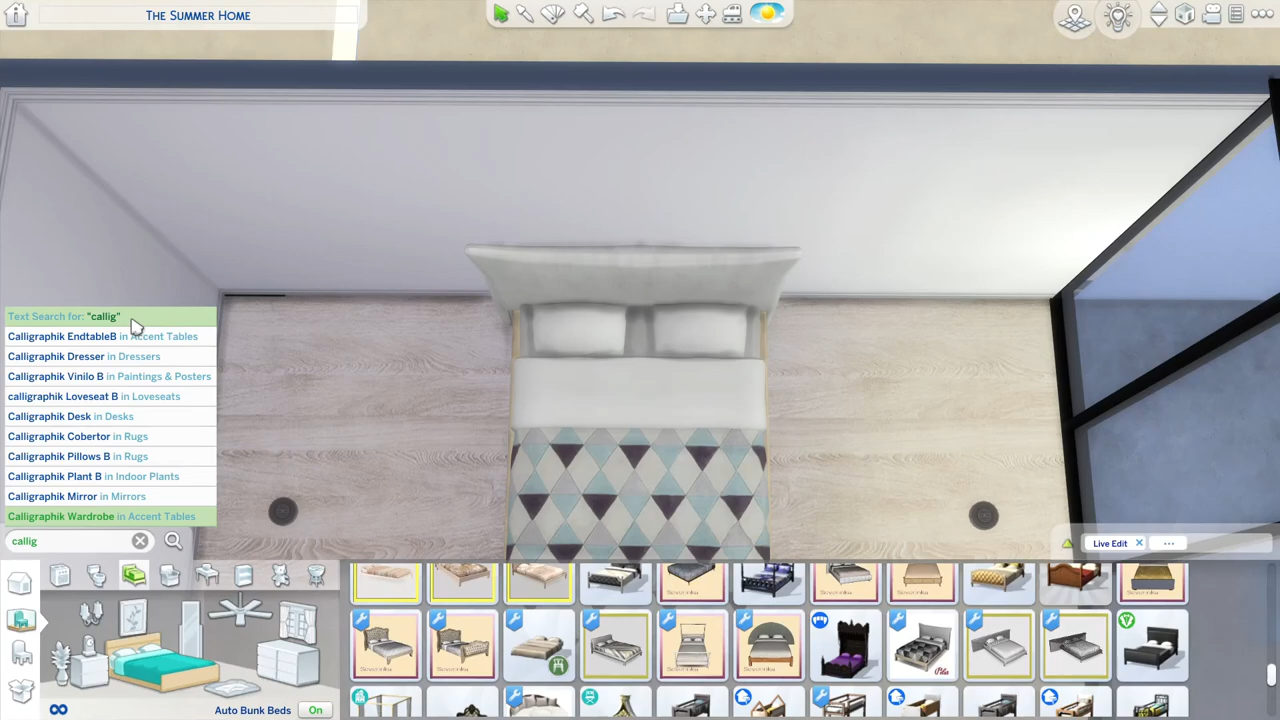 The Summer Home
Text Search for: "callig"
Calligraphik EndtableB in Accent Tables
Calligraphik Dresser in Dressers
Calligraphik Vinilo B in Paintings & Posters
calligraphik Loveseat B in Loveseats
Calligraphik Desk in Desks
Calligraphik Cobertor in Rugs
Calligraphik Pillows B in Rugs
Calligraphik Plant B in Indoor Plants
Calligraphik Mirror in Mirrors
Calligraphik Wardrobe in Accent Tables
callig
Live Edit
Auto Bunk Beds On